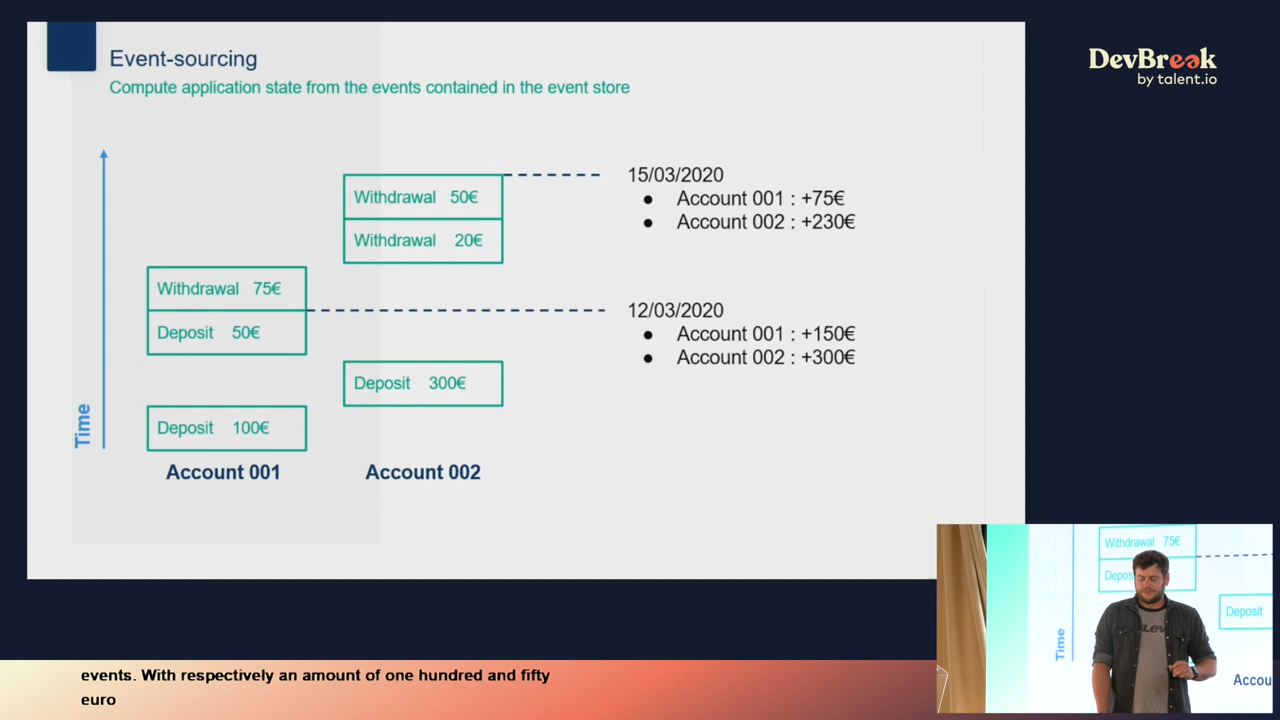 Event-sourcing
Compute application state from the events contained in the event store
DevBreak
by talent.io
Withdrawal 50€
Withdrawal 20€
15/03/2020
● Account 001 : +75€
● Account 002 : +230€
Withdrawal 75€
Deposit 50€
12/03/2020
● Account 001 : +150€
● Account 002 : +300€
Deposit 300€
Deposit 100€
Time
Account 001
Account 002
Withdrawal 75€
Depos
Deposit
Time
Accou
events. With respectively an amount of one hundred and fifty
euro